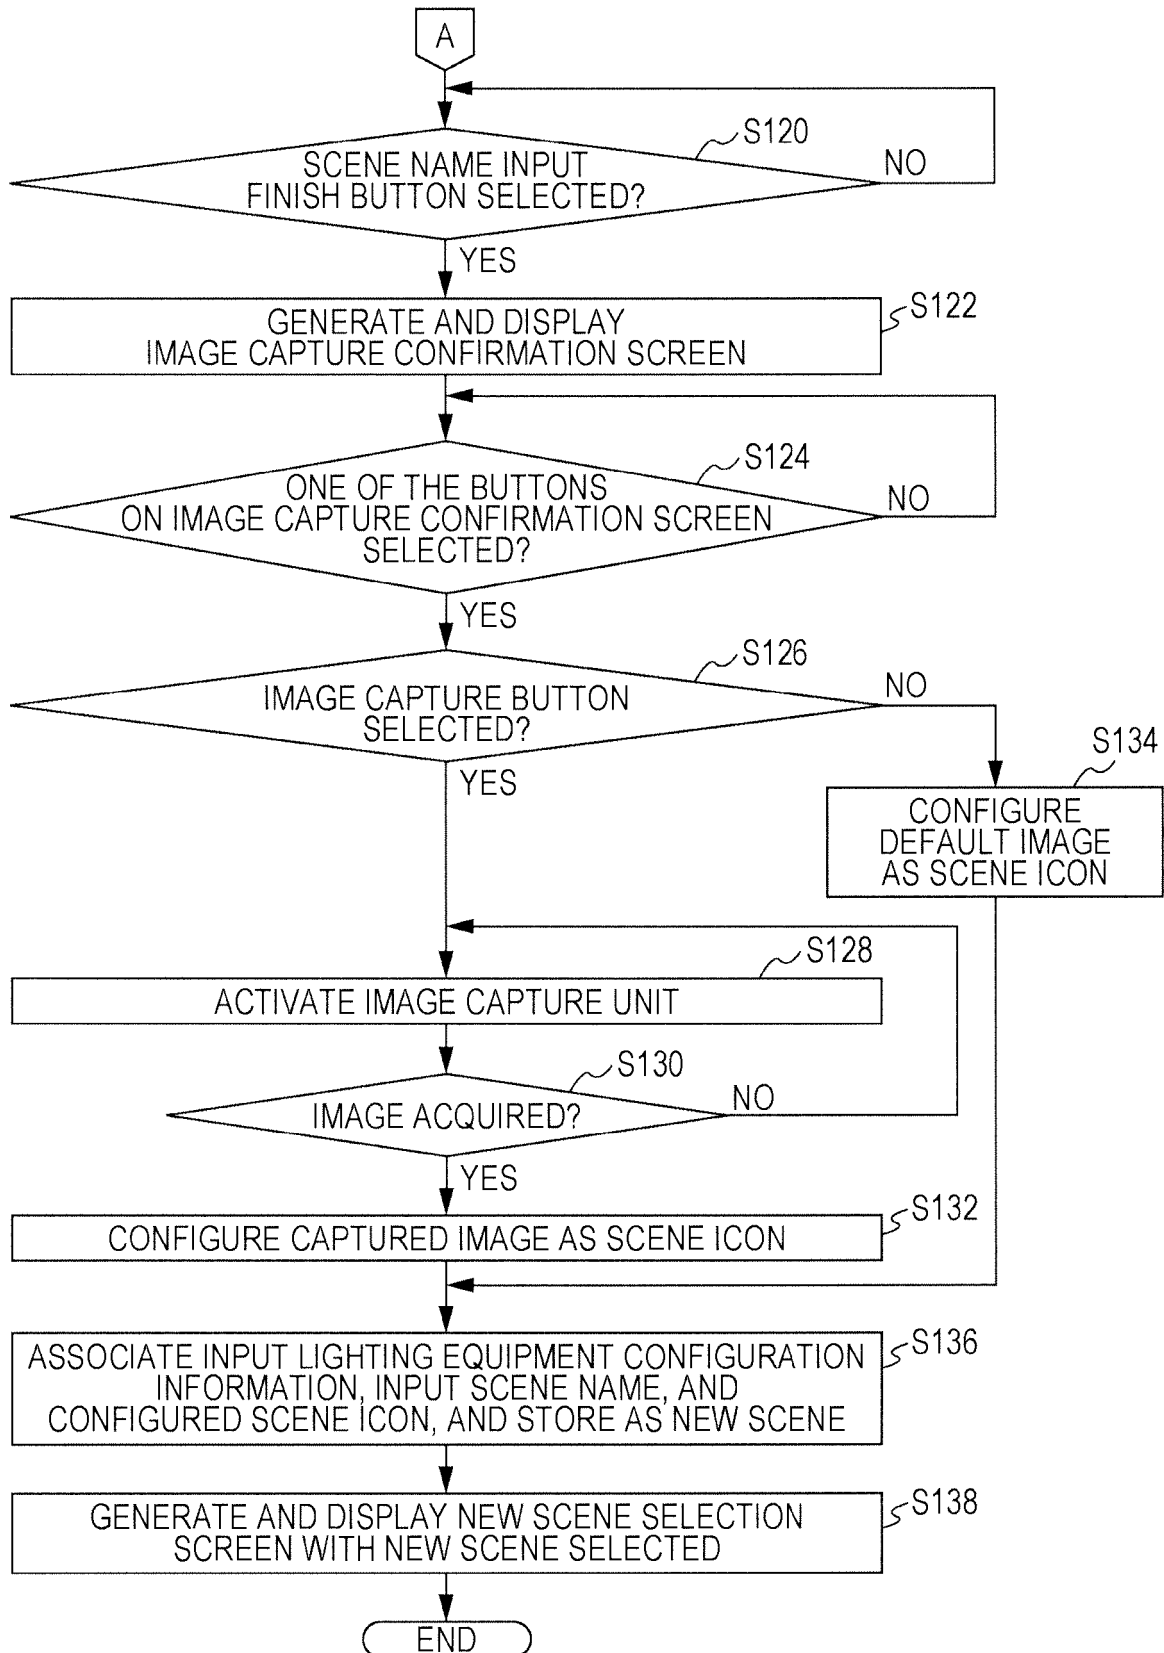 A
S120
SCENE NAME INPUT
FINISH BUTTON SELECTED?
NO
YES
S122
GENERATE AND DISPLAY
IMAGE CAPTURE CONFIRMATION SCREEN
S124
ONE OF THE BUTTONS
ON IMAGE CAPTURE CONFIRMATION SCREEN
SELECTED?
NO
YES
S126
IMAGE CAPTURE BUTTON
SELECTED?
NO
YES
S134
CONFIGURE
DEFAULT IMAGE
AS SCENE ICON
S128
ACTIVATE IMAGE CAPTURE UNIT
S130
IMAGE ACQUIRED?
NO
YES
S132
CONFIGURE CAPTURED IMAGE AS SCENE ICON
S136
ASSOCIATE INPUT LIGHTING EQUIPMENT CONFIGURATION
INFORMATION, INPUT SCENE NAME, AND
CONFIGURED SCENE ICON, AND STORE AS NEW SCENE
S138
GENERATE AND DISPLAY NEW SCENE SELECTION
SCREEN WITH NEW SCENE SELECTED
END